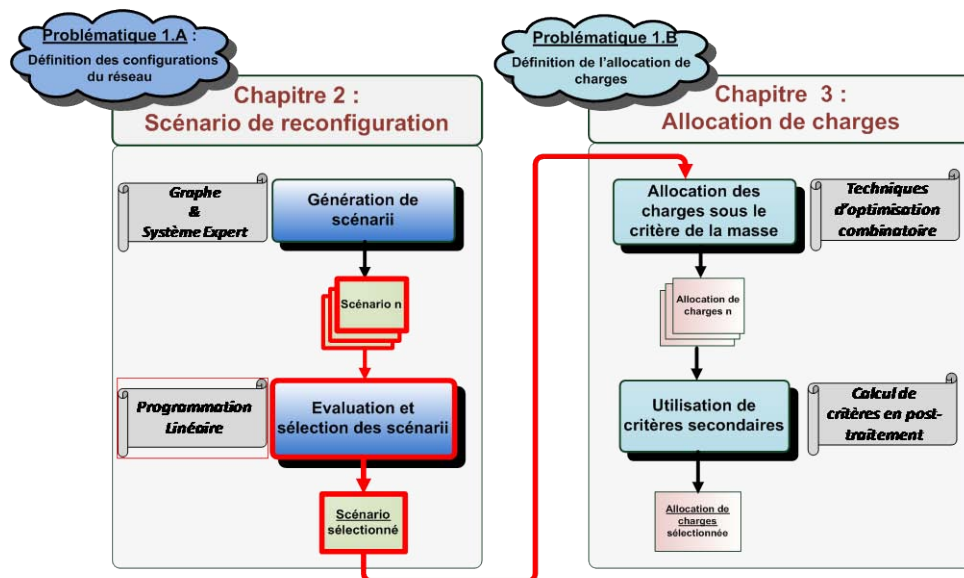 Problématique 1.A :
Définition des configurations
du réseau
Chapitre 2 :
Scénario de reconfiguration
Graphe
&
Système Expert
Génération de
scénarii
Scénario n
Programmation
Linéaire
Evaluation et
sélection des scénarii
Scénario
sélectionné
Problématique 1.B
Définition de l'allocation de
charges
Chapitre 3 :
Allocation de charges
Allocation des
charges sous le
critère de la masse
Techniques
d'optimisation
combinatoire
Allocation de
charges n
Utilisation de
critères secondaires
Calcul de
critères en post-
traitement
Allocation de
charges
sélectionnée